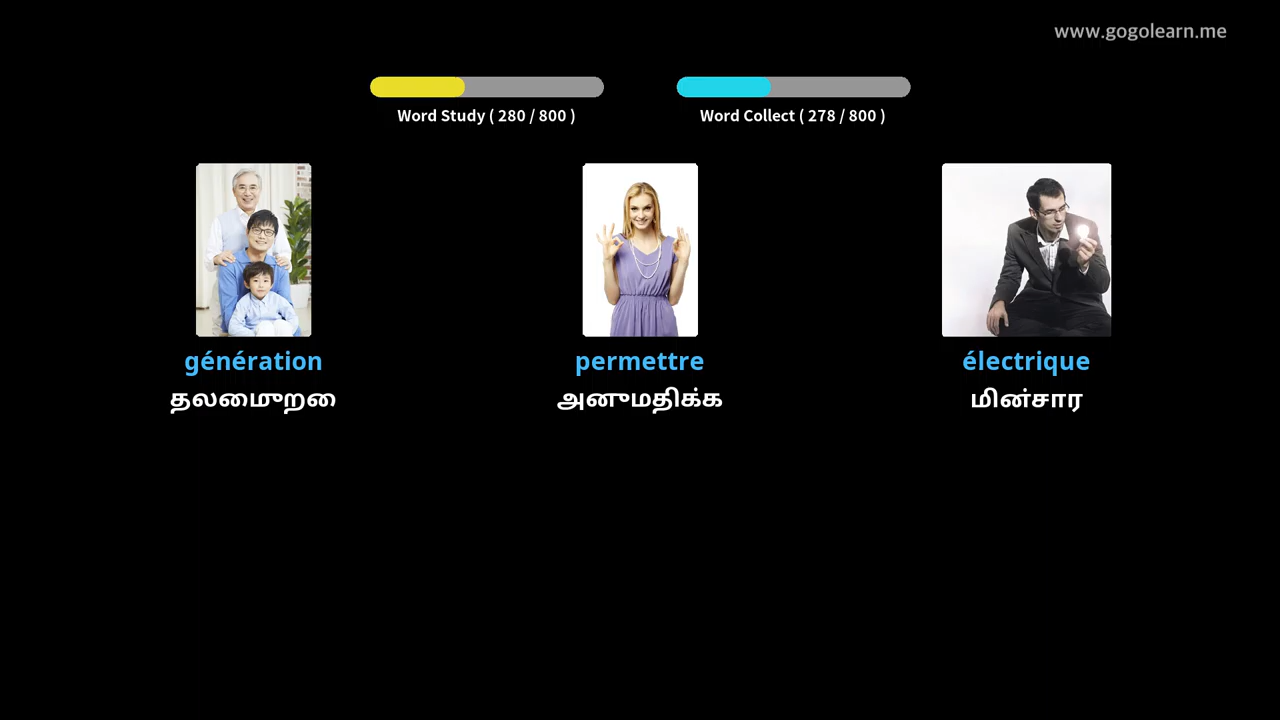 www.gogolearn.me
Word Study ( 280 / 800 )
Word Collect ( 278 / 800 )
génération
permettre
électrique
தலைமுறை
அனுமதிக்க
மின்சார